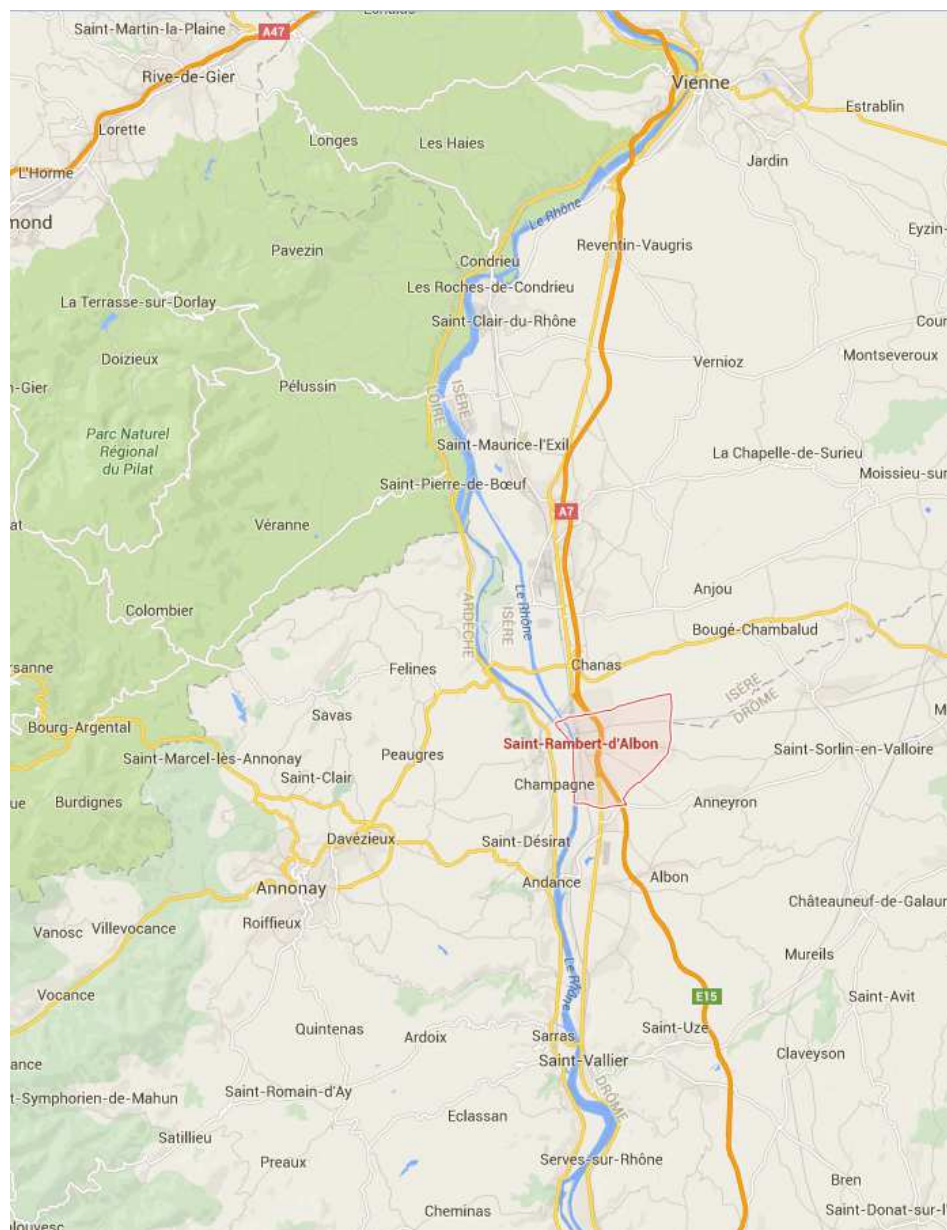 Saint-Martin-la-Plaine
A47
Rive-de-Gier
Vienne
Estrablin
Lorette
Longes
Les Haies
Jardin
L'Horme
mond
Le Rhône
Eyzin-
Pavezin
Reventin-Vaugris
Condrieu
Les Roches-de-Condrieu
La Terrasse-sur-Dorlay
Saint-Clair-du-Rhône
Cour
Doizieux
Vernioz
Montseveroux
n-Gier
Pélussin
LOIRE
ISÈRE
Parc Naturel
Régional
du Pilat
Saint-Maurice-l'Exil
La Chapelle-de-Surieu
Moissieu-sur
Saint-Pierre-de-Bœuf
A7
at
Véranne
Anjou
Colombier
ARDÈCHE
ISÈRE
Le Rhône
Bougé-Chambalud
ersanne
Felines
Chanas
ISÈRE
DRÔME
Savas
M
Bourg-Argental
Saint-Rambert-d'Albon
Saint-Marcel-lès-Annonay
Peaugres
Saint-Sorlin-en-Valloire
Saint-Clair
Champagne
ue
Burdignes
Anneyron
Davézieux
Saint-Désirat
Annonay
Andance
Albon
Châteauneuf-de-Galaur
Roiffieux
Vanosc
Villevocance
Mureils
Le Rhône
Vocance
E15
Saint-Avit
Quintenas
Ardoix
Sarras
Saint-Uze
ance
Saint-Vallier
Claveyson
t-Symphorien-de-Mahun
Saint-Romain-d'Ay
DRÔME
Eclassan
Satillieu
Preaux
Serves-sur-Rhône
Bren
Cheminas
Saint-Donat-sur-l
alouvesc